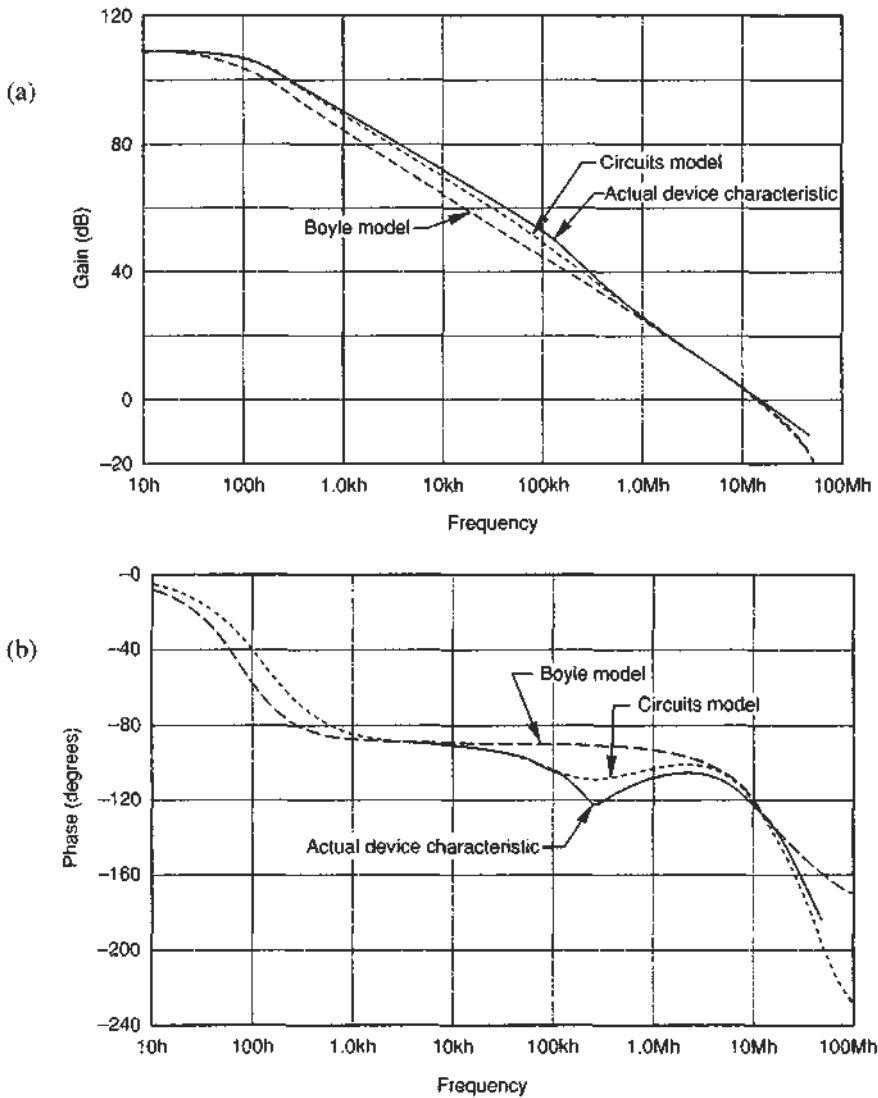 (a)
120
80
40
0
−20
Gain (dB)
Circuits model
Actual device characteristic
Boyle model
10h 100h 1.0kh 10kh 100kh 1.0Mh 10Mh 100Mh
Frequency
(b)
−0
−40
−80
−120
−160
−200
−240
Phase (degrees)
Boyle model
Circuits model
Actual device characteristic
10h 100h 1.0kh 10kh 100kh 1.0Mh 10Mh 100Mh
Frequency